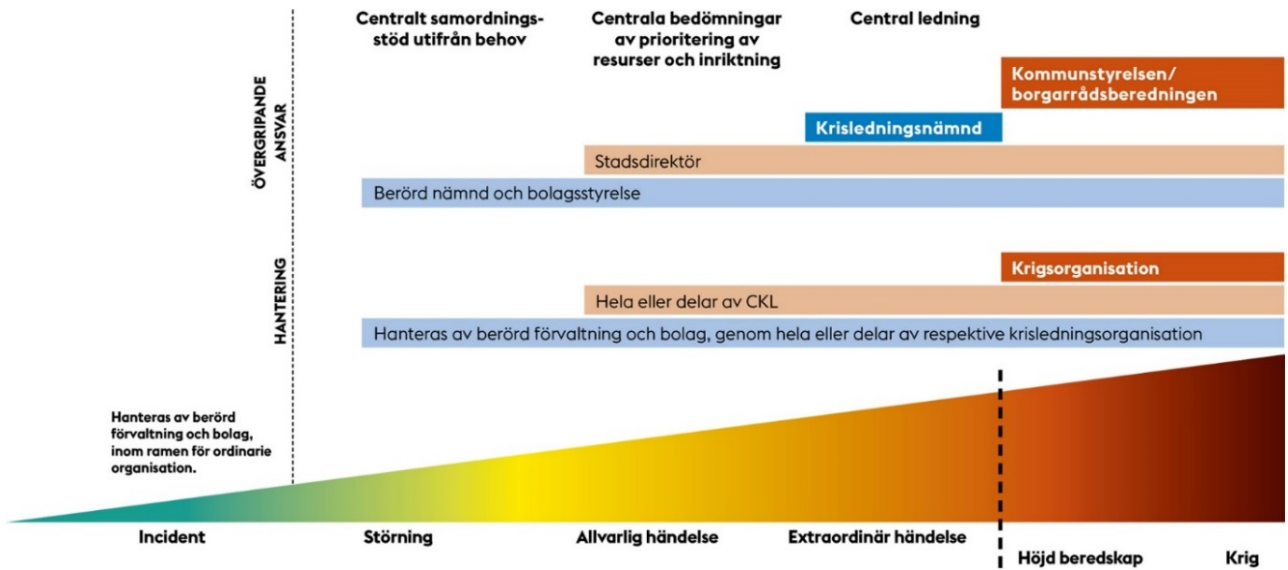 Centralt samordnings-
stöd utifrån behov
Centrala bedömningar
av prioritering av
resurser och inriktning
Central ledning
ÖVERGRIPANDE
ANSVAR
Kommunstyrelsen/
borgarrådsberedningen
Krisledningsnämnd
Stadsdirektör
Berörd nämnd och bolagsstyrelse
HANTERING
Krigsorganisation
Hela eller delar av CKL
Hanteras av berörd förvaltning och bolag, genom hela eller delar av respektive krisledningsorganisation
Hanteras av berörd
förvaltning och bolag,
inom ramen för ordinarie
organisation.
Incident
Störning
Allvarlig händelse
Extraordinär händelse
Höjd beredskap
Krig